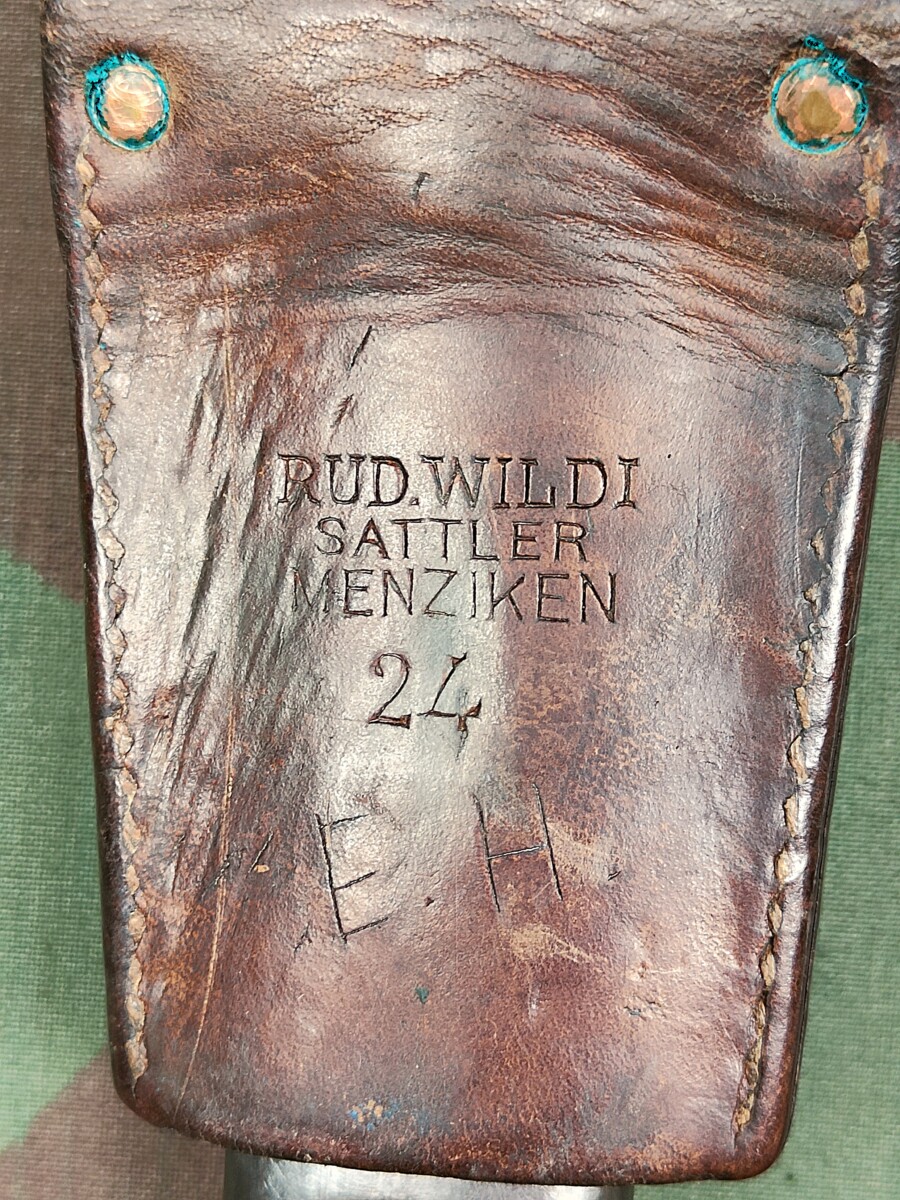 RUD.WILDI
SATTLER
MENZIKEN
24
E. H.